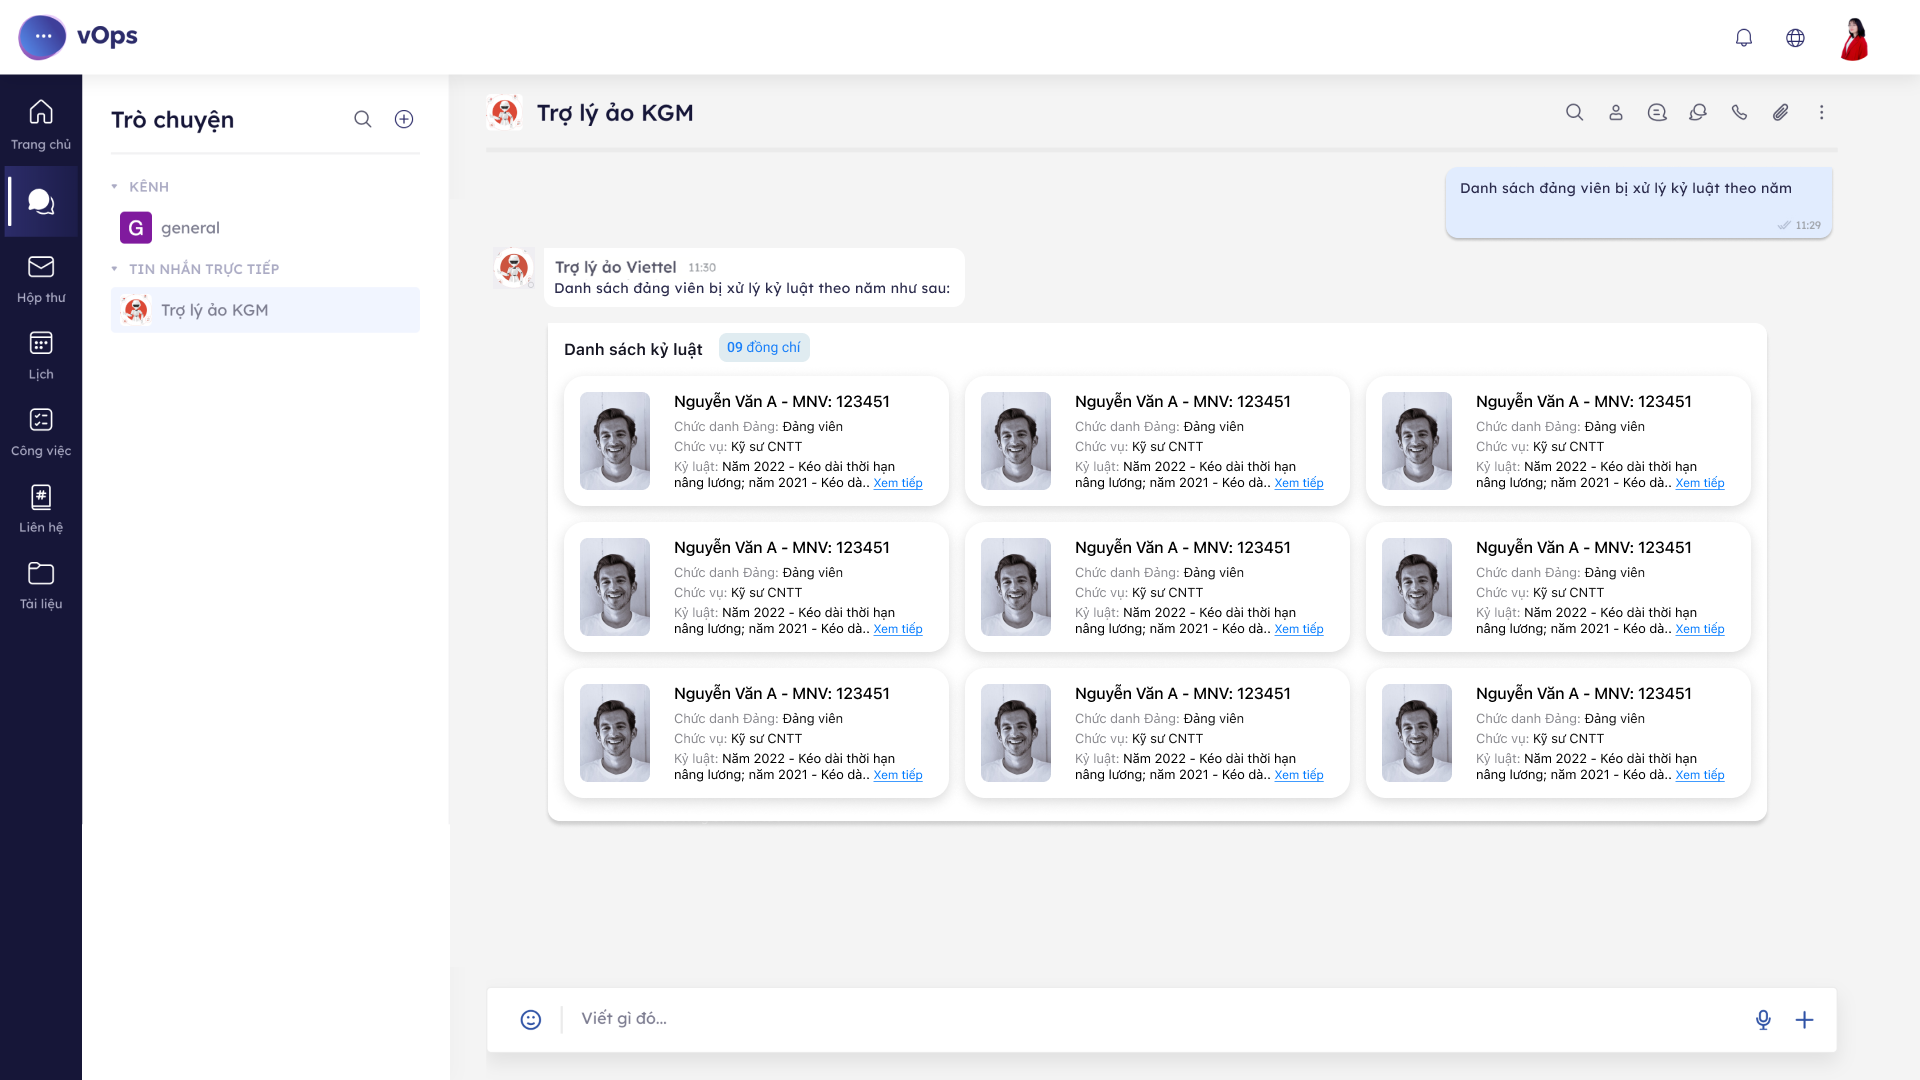 vOps
Trang chủ
Hộp thư
Lịch
Công việc
Liên hệ
Tài liệu
Trò chuyện
KÊNH
G general
TIN NHẮN TRỰC TIẾP
Trợ lý ảo KGM
Trợ lý ảo KGM
Danh sách đảng viên bị xử lý kỷ luật theo năm
11:29
Trợ lý ảo Viettel 11:30
Danh sách đảng viên bị xử lý kỷ luật theo năm như sau:
Danh sách kỷ luật 09 đồng chí
Nguyễn Văn A - MNV: 123451
Chức danh Đảng: Đảng viên
Chức vụ: Kỹ sư CNTT
Kỷ luật: Năm 2022 - Kéo dài thời hạn
nâng lương; năm 2021 - Kéo dà.. Xem tiếp
Nguyễn Văn A - MNV: 123451
Chức danh Đảng: Đảng viên
Chức vụ: Kỹ sư CNTT
Kỷ luật: Năm 2022 - Kéo dài thời hạn
nâng lương; năm 2021 - Kéo dà.. Xem tiếp
Nguyễn Văn A - MNV: 123451
Chức danh Đảng: Đảng viên
Chức vụ: Kỹ sư CNTT
Kỷ luật: Năm 2022 - Kéo dài thời hạn
nâng lương; năm 2021 - Kéo dà.. Xem tiếp
Nguyễn Văn A - MNV: 123451
Chức danh Đảng: Đảng viên
Chức vụ: Kỹ sư CNTT
Kỷ luật: Năm 2022 - Kéo dài thời hạn
nâng lương; năm 2021 - Kéo dà.. Xem tiếp
Nguyễn Văn A - MNV: 123451
Chức danh Đảng: Đảng viên
Chức vụ: Kỹ sư CNTT
Kỷ luật: Năm 2022 - Kéo dài thời hạn
nâng lương; năm 2021 - Kéo dà.. Xem tiếp
Nguyễn Văn A - MNV: 123451
Chức danh Đảng: Đảng viên
Chức vụ: Kỹ sư CNTT
Kỷ luật: Năm 2022 - Kéo dài thời hạn
nâng lương; năm 2021 - Kéo dà.. Xem tiếp
Nguyễn Văn A - MNV: 123451
Chức danh Đảng: Đảng viên
Chức vụ: Kỹ sư CNTT
Kỷ luật: Năm 2022 - Kéo dài thời hạn
nâng lương; năm 2021 - Kéo dà.. Xem tiếp
Nguyễn Văn A - MNV: 123451
Chức danh Đảng: Đảng viên
Chức vụ: Kỹ sư CNTT
Kỷ luật: Năm 2022 - Kéo dài thời hạn
nâng lương; năm 2021 - Kéo dà.. Xem tiếp
Nguyễn Văn A - MNV: 123451
Chức danh Đảng: Đảng viên
Chức vụ: Kỹ sư CNTT
Kỷ luật: Năm 2022 - Kéo dài thời hạn
nâng lương; năm 2021 - Kéo dà.. Xem tiếp
Viết gì đó...